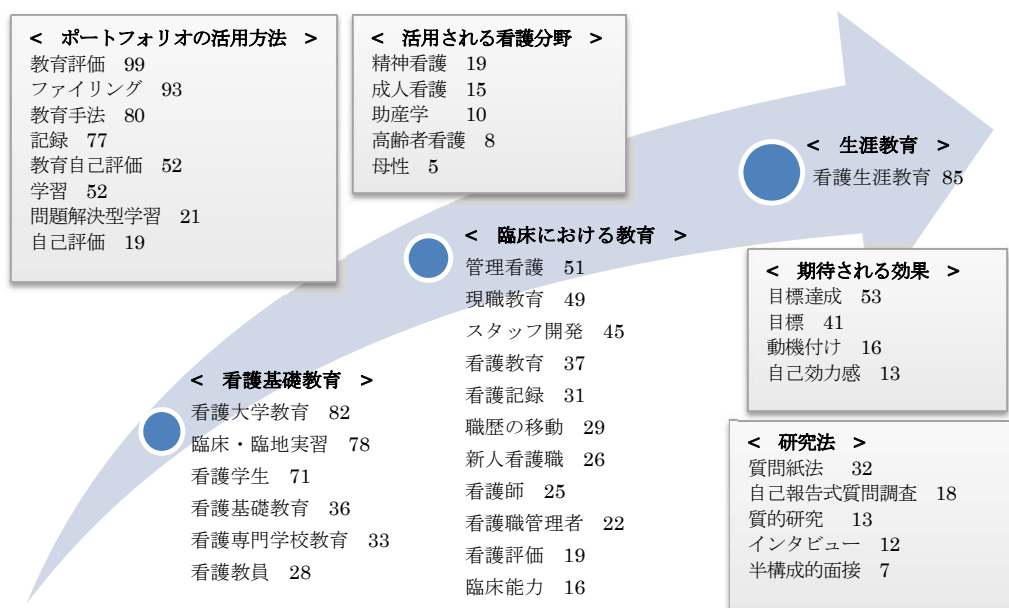 < ポートフォリオの活用方法 >
教育評価 99
ファイリング 93
教育手法 80
記録 77
教育自己評価 52
学習 52
問題解決型学習 21
自己評価 19
< 活用される看護分野 >
精神看護 19
成人看護 15
助産学 10
高齢者看護 8
母性 5
< 生涯教育 >
看護生涯教育 85
< 臨床における教育 >
管理看護 51
現職教育 49
スタッフ開発 45
看護教育 37
看護記録 31
職歴の移動 29
新人看護職 26
看護師 25
看護職管理者 22
看護評価 19
臨床能力 16
< 期待される効果 >
目標達成 53
目標 41
動機付け 16
自己効力感 13
< 看護基礎教育 >
看護大学教育 82
臨床・臨地実習 78
看護学生 71
看護基礎教育 36
看護専門学校教育 33
看護教員 28
< 研究法 >
質問紙法 32
自己報告式質問調査 18
質的研究 13
インタビュー 12
半構成的面接 7